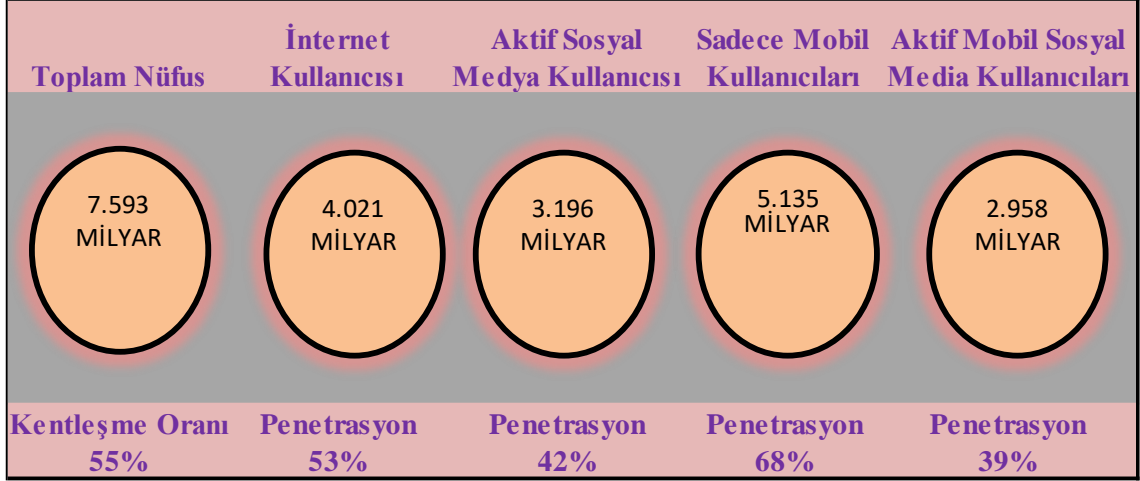 Toplam Nüfus
İnternet
Kullanıcısı
Aktif Sosyal
Medya Kullanıcısı
Sadece Mobil
Kullanıcıları
Aktif Mobil Sosyal
Media Kullanıcıları
7.593
MİLYAR
4.021
MİLYAR
3.196
MİLYAR
5.135
MİLYAR
2.958
MİLYAR
Kentleşme Oranı
55%
Penetrasyon
53%
Penetrasyon
42%
Penetrasyon
68%
Penetrasyon
39%